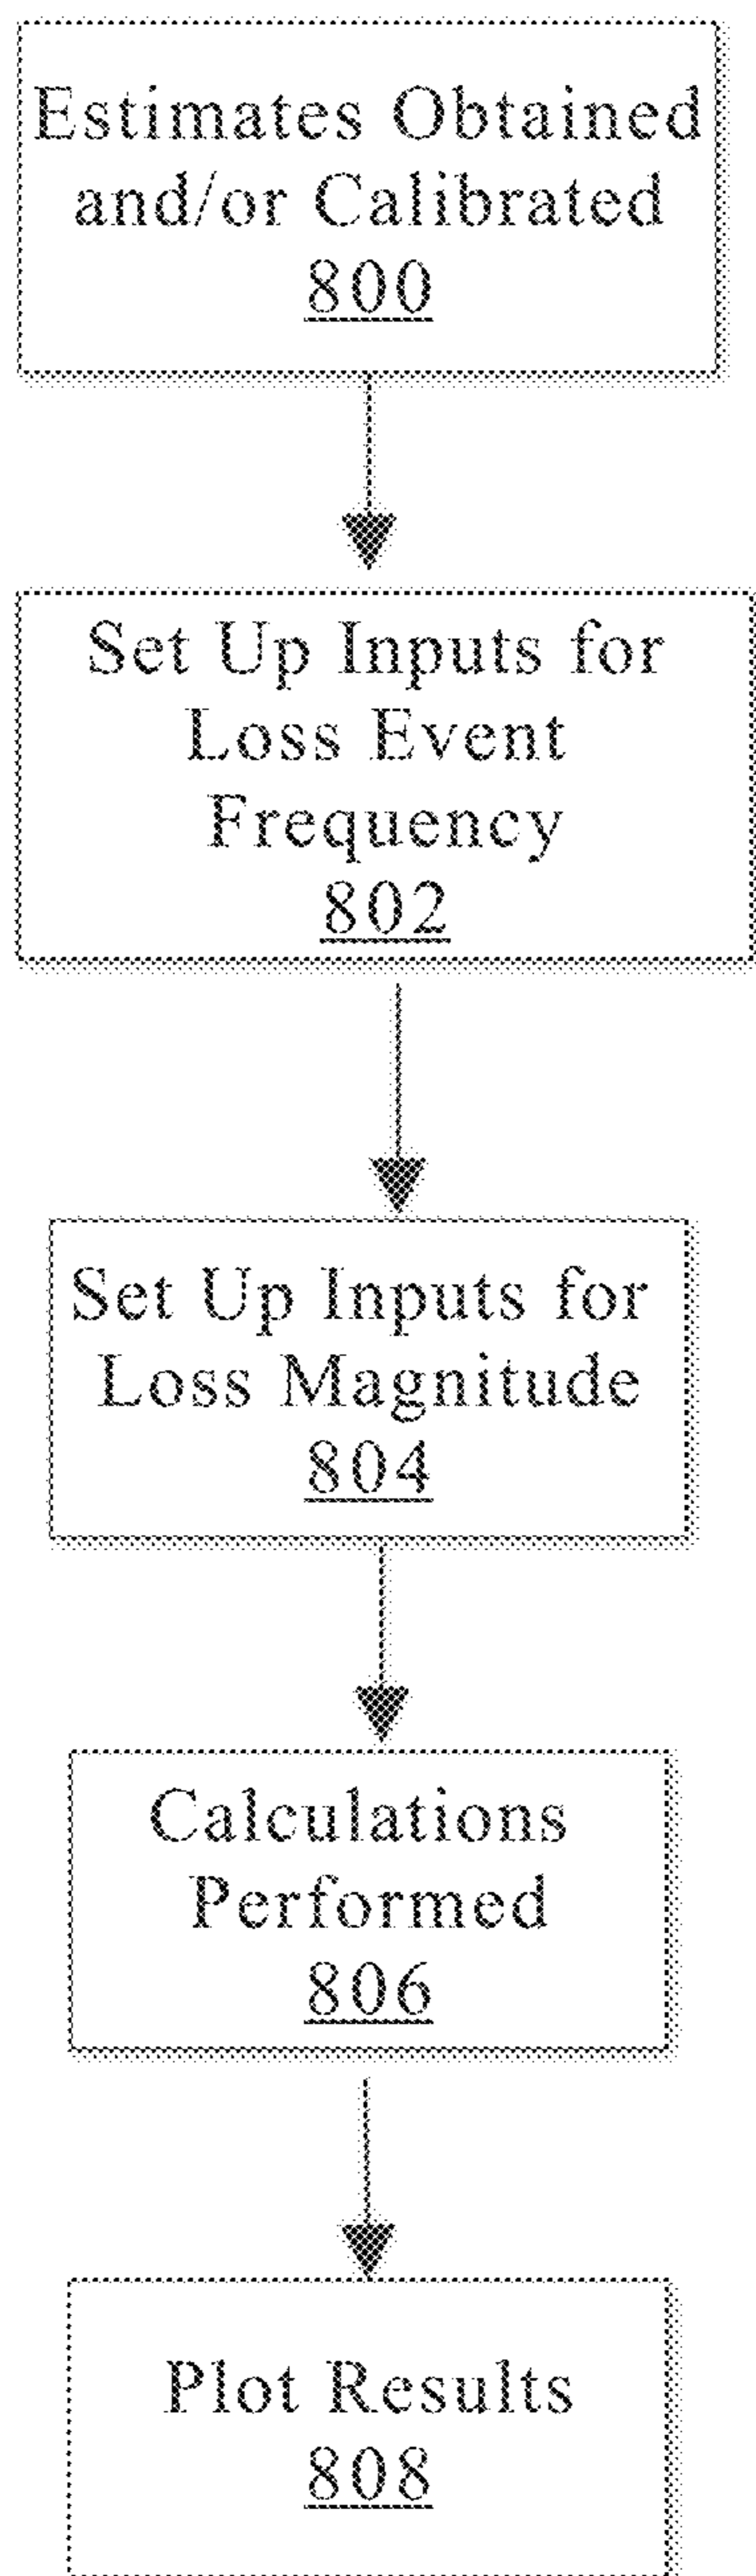 Estimates Obtained
and/or Calibrated
800
Set Up Inputs for
Loss Event
Frequency
802
Set Up Inputs for
Loss Magnitude
804
Calculations
Performed
806
Plot Results
808